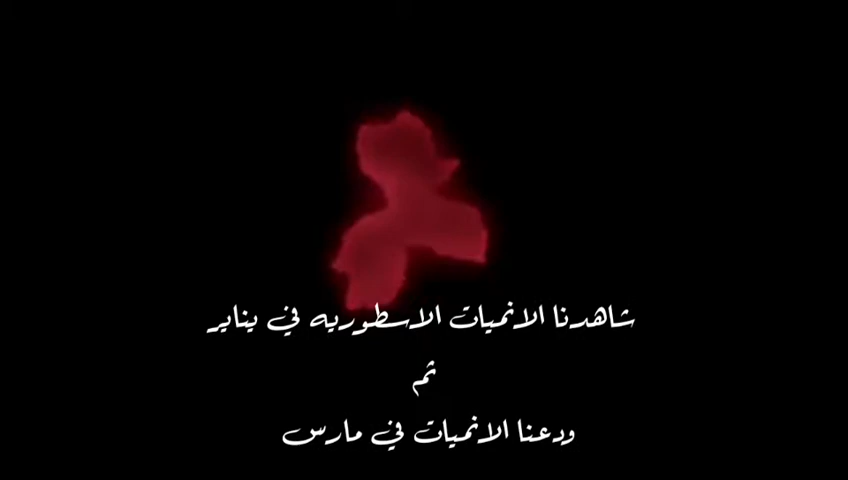 شاهدنا الانميات الاسطوريه في يناير
ثم
ودعنا الانميات في مارس